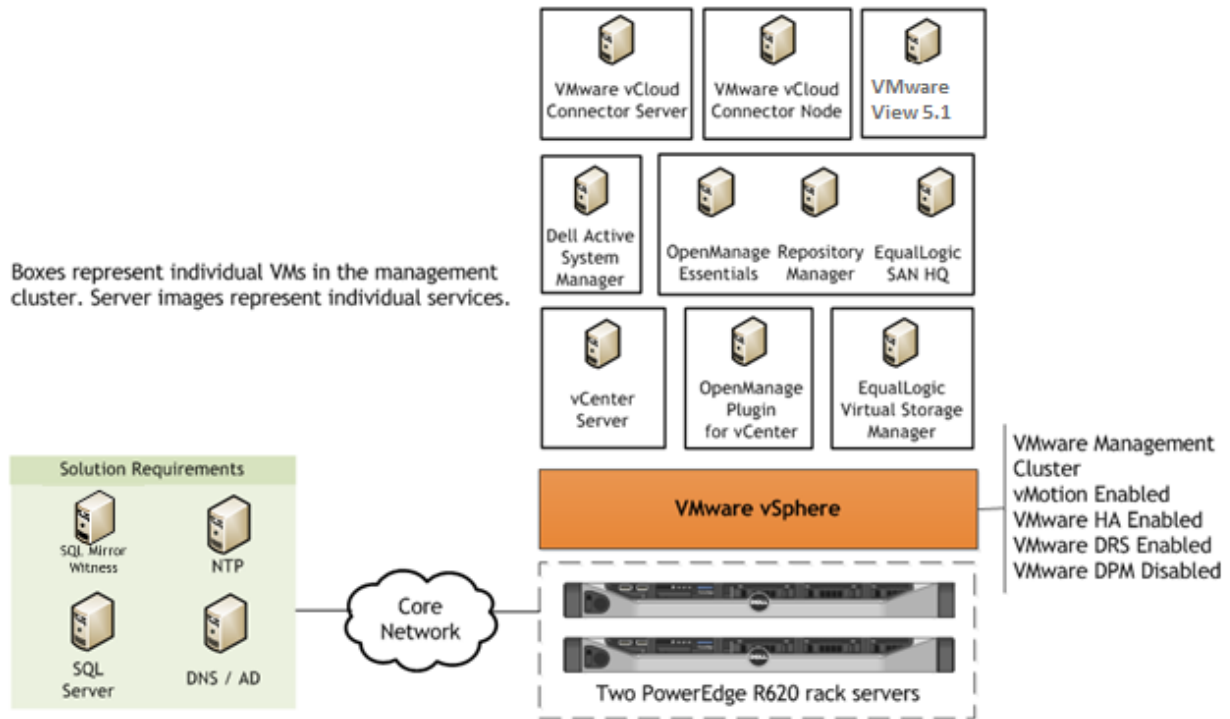 VMware vCloud
Connector Server
VMware vCloud
Connector Node
VMware
View 5.1
Dell Active
System
Manager
OpenManage
Essentials
Repository
Manager
EqualLogic
SAN HQ
Boxes represent individual VMs in the management
cluster. Server images represent individual services.
vCenter
Server
OpenManage
Plugin
for vCenter
EqualLogic
Virtual Storage
Manager
VMware vSphere
VMware Management
Cluster
vMotion Enabled
VMware HA Enabled
VMware DRS Enabled
VMware DPM Disabled
Solution Requirements
SQL Mirror
Witness
NTP
SQL
Server
DNS / AD
Core
Network
DELL
DELL
Two PowerEdge R620 rack servers